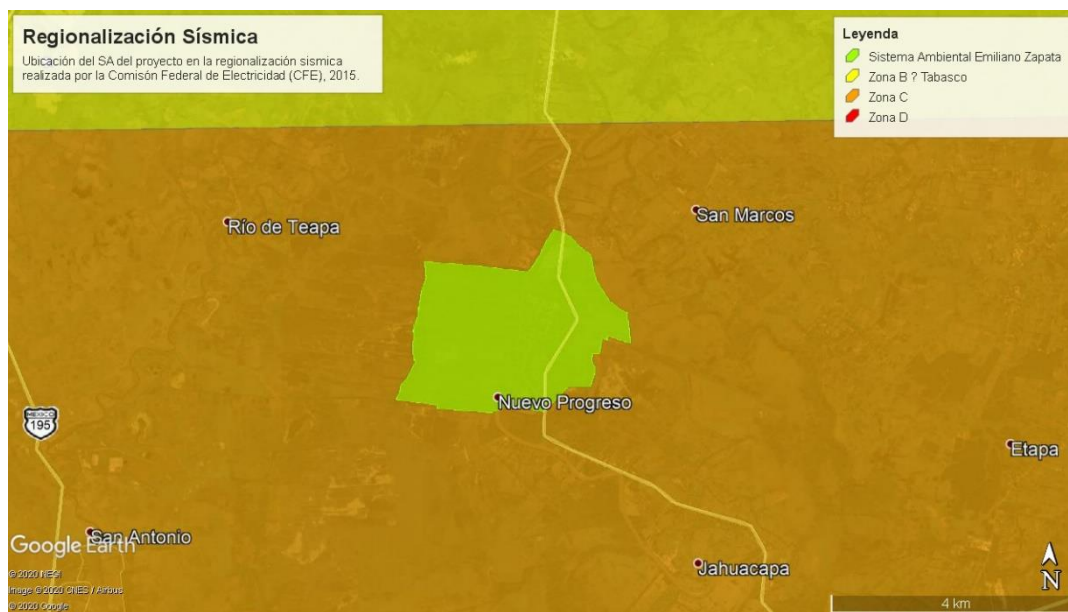 Regionalización Sísmica
Ubicación del SA del proyecto en la regionalización sismica
realizada por la Comisión Federal de Electricidad (CFE), 2015.
Leyenda
Sistema Ambiental Emiliano Zapata
Zona B ? Tabasco
Zona C
Zona D
San Marcos
Río de Teapa
Nuevo Progreso
MEXICO
195
Etapa
San Antonio
Google Earth
Jahuacapa
© 2020 INEGI
Image © 2020 CNES / Airbus
© 2020 Google
N
4 km